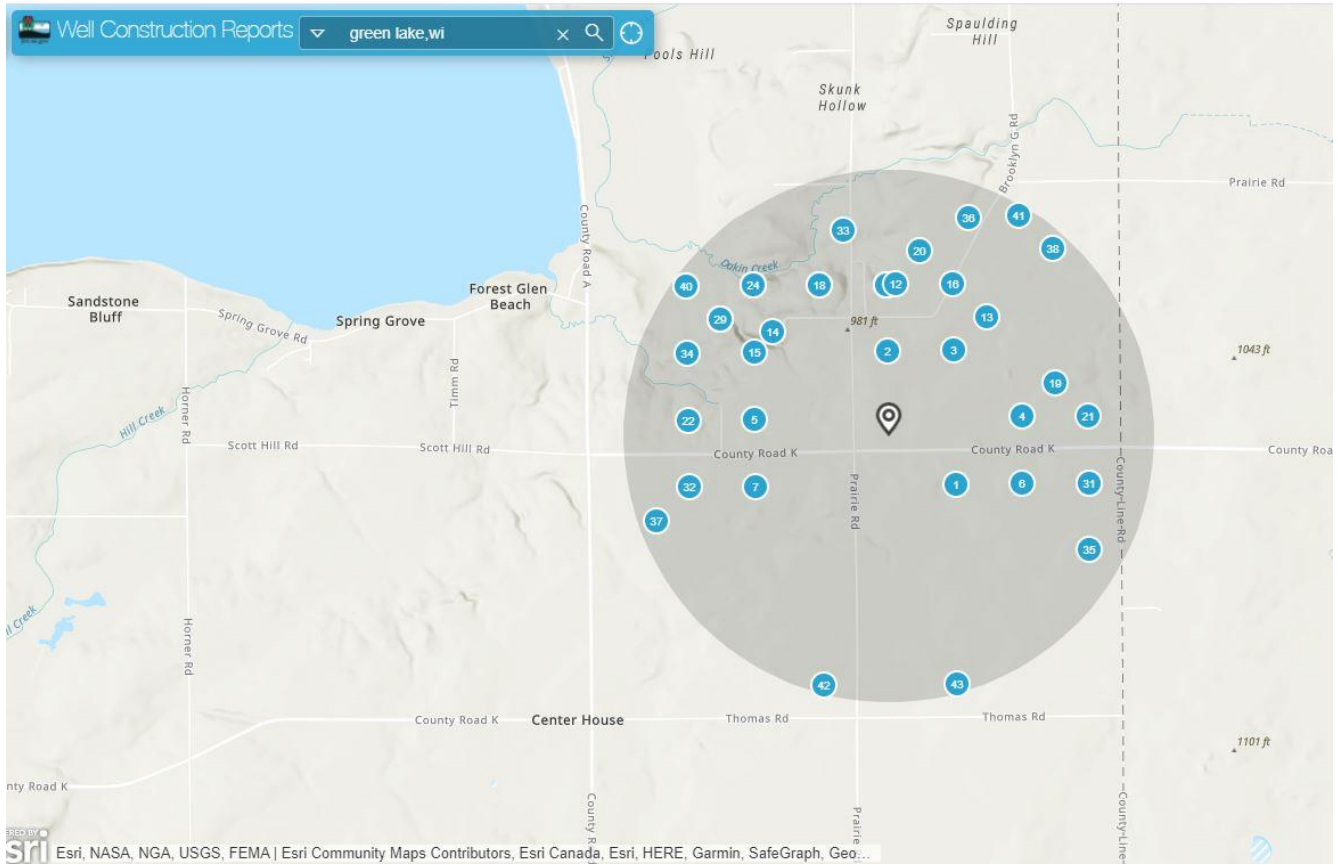 Well Construction Reports
green lake,wi
Spaulding
Hill
Pools Hill
Skunk
Hollow
Brooklyn G Rd
Prairie Rd
County Road A
36
41
33
20
38
Dakin Creek
40
24
18
12
16
Forest Glen
Beach
Sandstone
Bluff
Spring Grove Rd
Spring Grove
29
14
981 ft
13
34
15
2
3
1043 ft
Timm Rd
Horner Rd
19
Hill Creek
22
5
4
21
Scott Hill Rd
Scott Hill Rd
County Road K
County Road K
County Roa
32
7
1
6
31
37
Prairie Rd
County-Line-Rd
35
Horner Rd
42
43
County Road K
Center House
Thomas Rd
Thomas Rd
1101 ft
nty Road K
County-Line-
esri
Esri, NASA, NGA, USGS, FEMA | Esri Community Maps Contributors, Esri Canada, Esri, HERE, Garmin, SafeGraph, Geo...